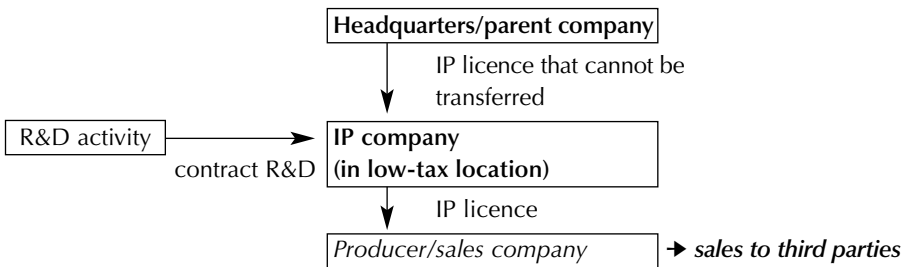 Headquarters/parent company
IP licence that cannot be
transferred
R&D activity
contract R&D
IP company
(in low-tax location)
IP licence
Producer/sales company
sales to third parties